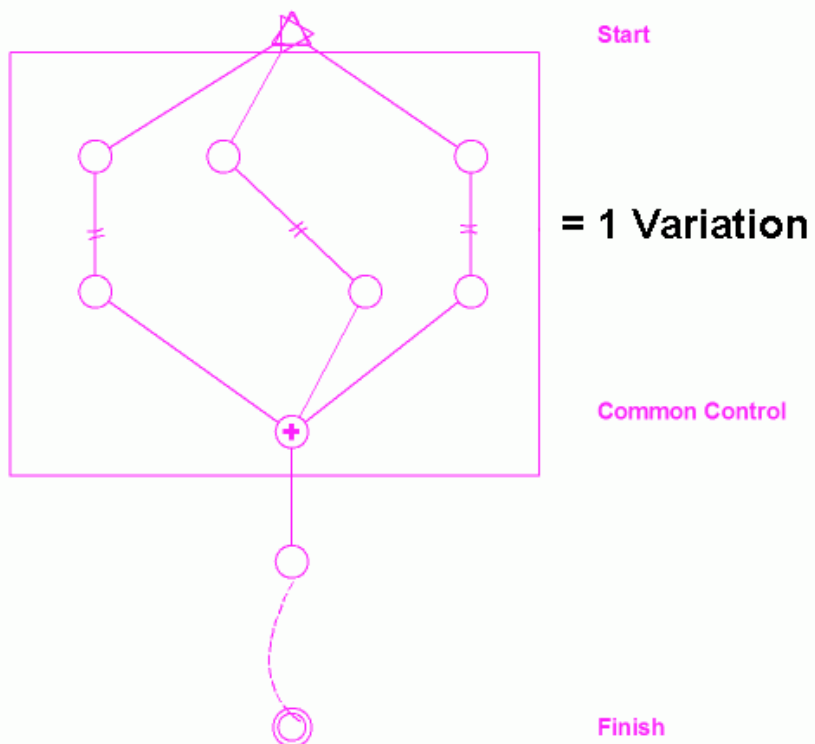 Start
= 1 Variation
Common Control
Finish